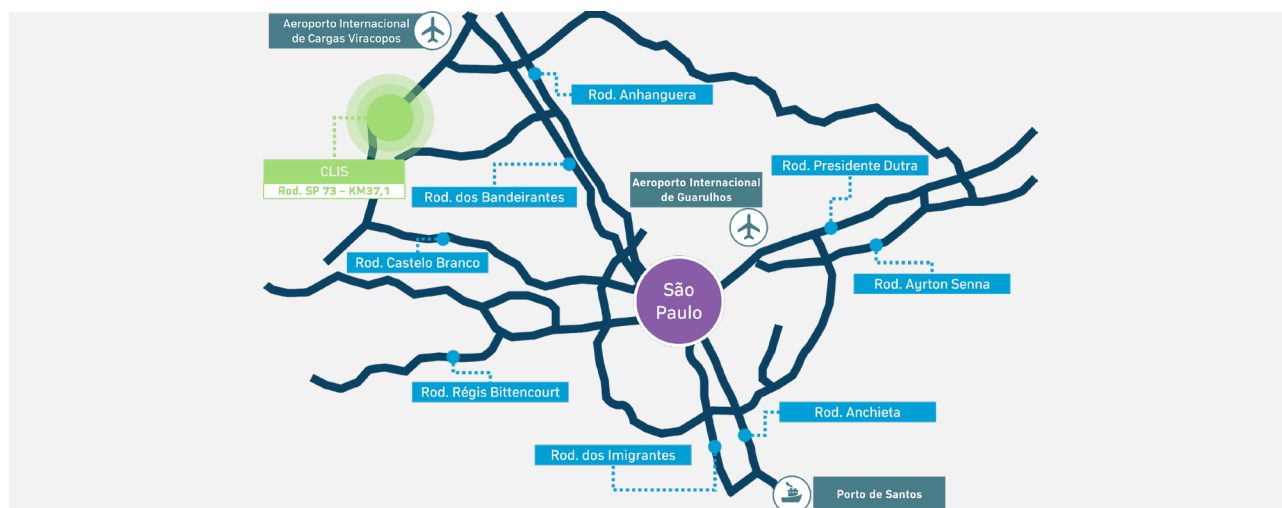 Aeroporto Internacional
de Cargas Viracopos
Rod. Anhanguera
CLIS
Rod. SP 73 – KM37,1
Rod. dos Bandeirantes
Aeroporto Internacional
de Guarulhos
Rod. Presidente Dutra
Rod. Castelo Branco
São
Paulo
Rod. Ayrton Senna
Rod. Régis Bittencourt
Rod. Anchieta
Rod. dos Imigrantes
Porto de Santos